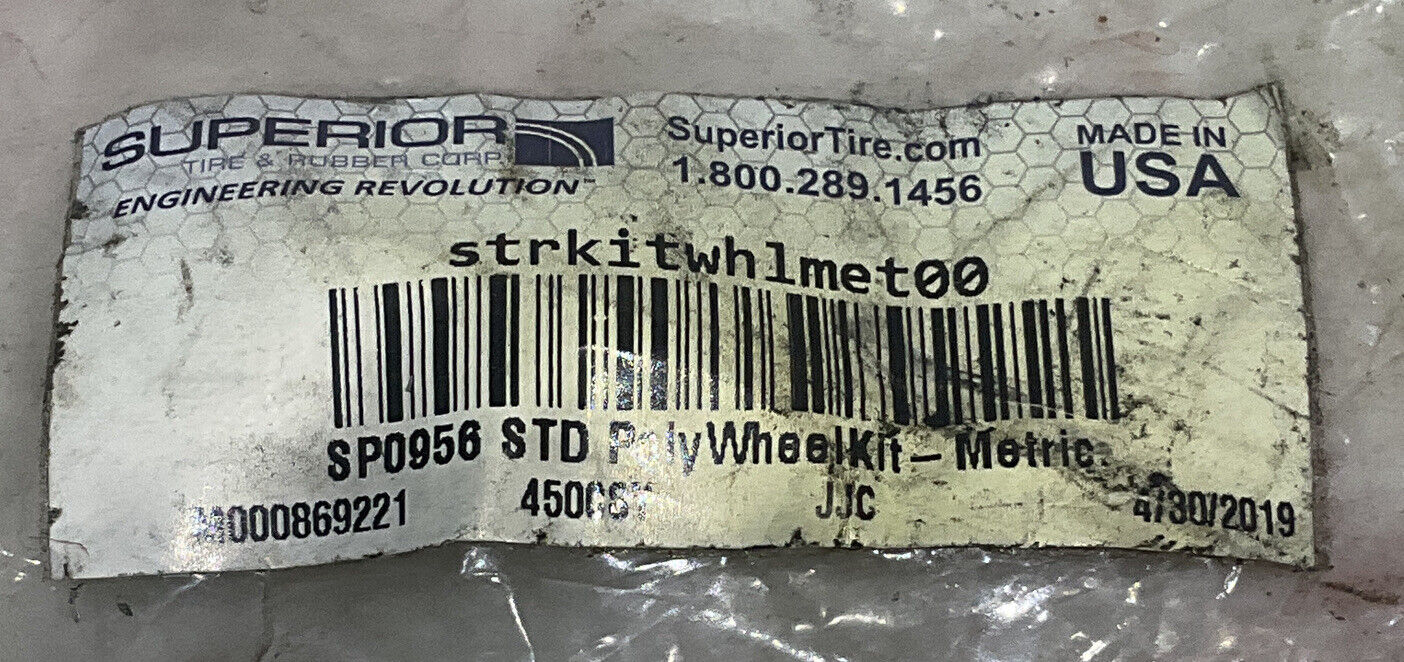 SUPERIOR
TIRE & RUBBER CORP.
ENGINEERING REVOLUTION™
SuperiorTire.com
1.800.289.1456
MADE IN
USA
strkitwhlmet00
SP0956 STD PolyWheelKit – Metric.
JJC 4/30/2019